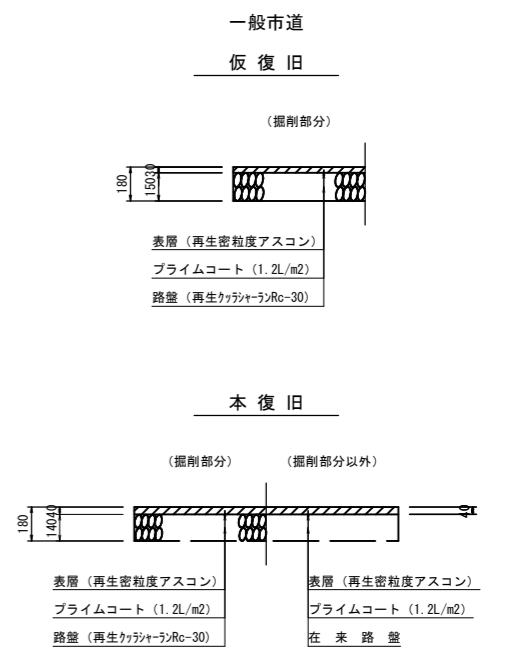 一般市道
仮 復 旧
（掘削部分）
180
150
30
表層（再生密粒度アスコン）
プライムコート（1.2L/m2）
路盤（再生クッラシャーランRc-30）
本 復 旧
（掘削部分）
（掘削部分以外）
180
140
40
40
表層（再生密粒度アスコン）
プライムコート（1.2L/m2）
路盤（再生クッラシャーランRc-30）
表層（再生密粒度アスコン）
プライムコート（1.2L/m2）
在 来 路 盤